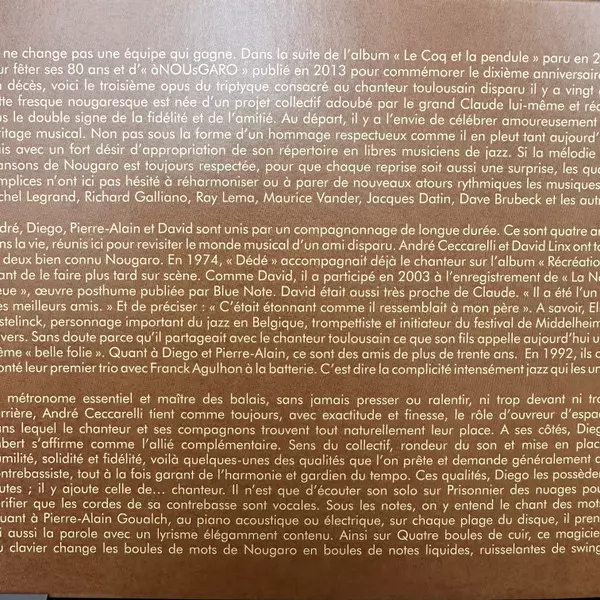 ne change pas une équipe qui gagne. Dans la suite de l'album « Le Coq et la pendule » paru en 2
ur fêter ses 80 ans et d'« àNOUsGARO » publié en 2013 pour commémorer le dixième anniversaire
n décès, voici le troisième opus du triptyque consacré au chanteur toulousain disparu il y a vingt
tte fresque nougaresque est née d'un projet collectif adoubé par le grand Claude lui-même et réa
us le double signe de la fidélité et de l'amitié. Au départ, il y a l'envie de célébrer amoureusement
ritage musical. Non pas sous la forme d'un hommage respectueux comme il en pleut tant aujourd'
ais avec un fort désir d'appropriation de son répertoire en libres musiciens de jazz. Si la mélodie
ansons de Nougaro est toujours respectée, pour que chaque reprise soit aussi une surprise, les qua
mplices n'ont ici pas hésité à réharmoniser ou à parer de nouveaux atours rythmiques les musiques
chel Legrand, Richard Galliano, Ray Lema, Maurice Vander, Jacques Datin, Dave Brubeck et les autr
dré, Diego, Pierre-Alain et David sont unis par un compagnonnage de longue durée. Ce sont quatre am
ans la vie, réunis ici pour revisiter le monde musical d'un ami disparu. André Ceccarelli et David Linx ont to
deux bien connu Nougaro. En 1974, « Dédé » accompagnait déjà le chanteur sur l'album « Récréation
ant de le faire plus tard sur scène. Comme David, il a participé en 2003 à l'enregistrement de « La No
eue », œuvre posthume publiée par Blue Note. David était aussi très proche de Claude. « Il a été l'un
es meilleurs amis. » Et de préciser : « C'était étonnant comme il ressemblait à mon père ». A savoir, Eli
stelinck, personnage important du jazz en Belgique, trompettiste et initiateur du festival de Middelheim
vers. Sans doute parce qu'il partageait avec le chanteur toulousain ce que son fils appelle aujourd'hui u
ême « belle folie ». Quant à Diego et Pierre-Alain, ce sont des amis de plus de trente ans. En 1992, ils o
onté leur premier trio avec Franck Agulhon à la batterie. C'est dire la complicité intensément jazz qui les un
métronome essentiel et maître des balais, sans jamais presser ou ralentir, ni trop devant ni tro
rrière, André Ceccarelli tient comme toujours, avec exactitude et finesse, le rôle d'ouvreur d'espa
ans lequel le chanteur et ses compagnons trouvent tout naturellement leur place. A ses côtés, Dieg
bert s'affirme comme l'allié complémentaire. Sens du collectif, rondeur du son et mise en place
umilité, solidité et fidélité, voilà quelques-unes des qualités que l'on prête et demande généralement a
ontrebassiste, tout à la fois garant de l'harmonie et gardien du tempo. Ces qualités, Diego les possède
utes ; il y ajoute celle de... chanteur. Il n'est que d'écouter son solo sur Prisonnier des nuages pou
rifier que les cordes de sa contrebasse sont vocales. Sous les notes, on y entend le chant des mots
uant à Pierre-Alain Goualch, au piano acoustique ou électrique, sur chaque plage du disque, il pren
i aussi la parole avec un lyrisme élégamment contenu. Ainsi sur Quatre boules de cuir, ce magicie
u clavier change les boules de mots de Nougaro en boules de notes liquides, ruisselantes de swing